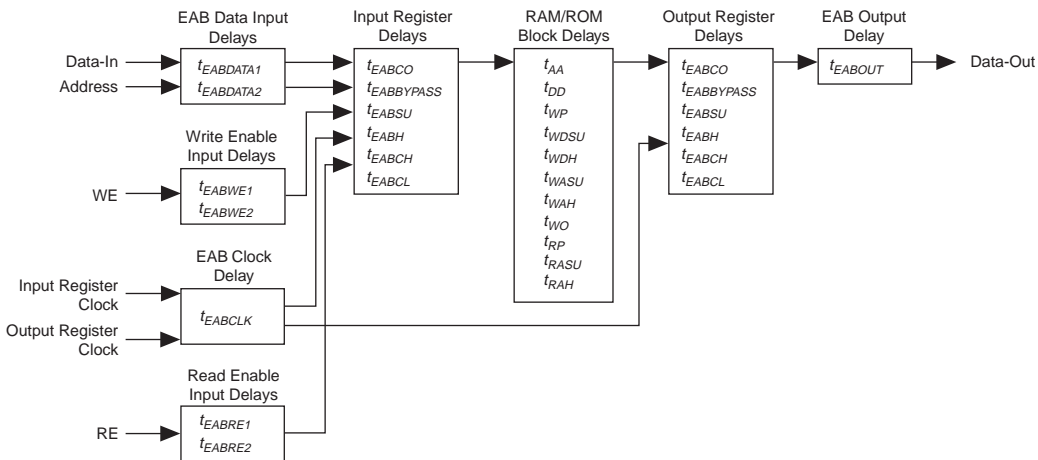 EAB Data Input
Delays
Data-In
Address
tEABDATA1
tEABDATA2
Write Enable
Input Delays
WE
tEABWE1
tEABWE2
EAB Clock
Delay
Input Register
Clock
Output Register
Clock
tEABCLK
Read Enable
Input Delays
RE
tEABRE1
tEABRE2
Input Register
Delays
tEABCO
tEABBYPASS
tEABSU
tEABH
tEABCH
tEABCL
RAM/ROM
Block Delays
tAA
tDD
tWP
tWDSU
tWDH
tWASU
tWAH
tWO
tRP
tRASU
tRAH
Output Register
Delays
tEABCO
tEABBYPASS
tEABSU
tEABH
tEABCH
tEABCL
EAB Output
Delay
tEABOUT
Data-Out